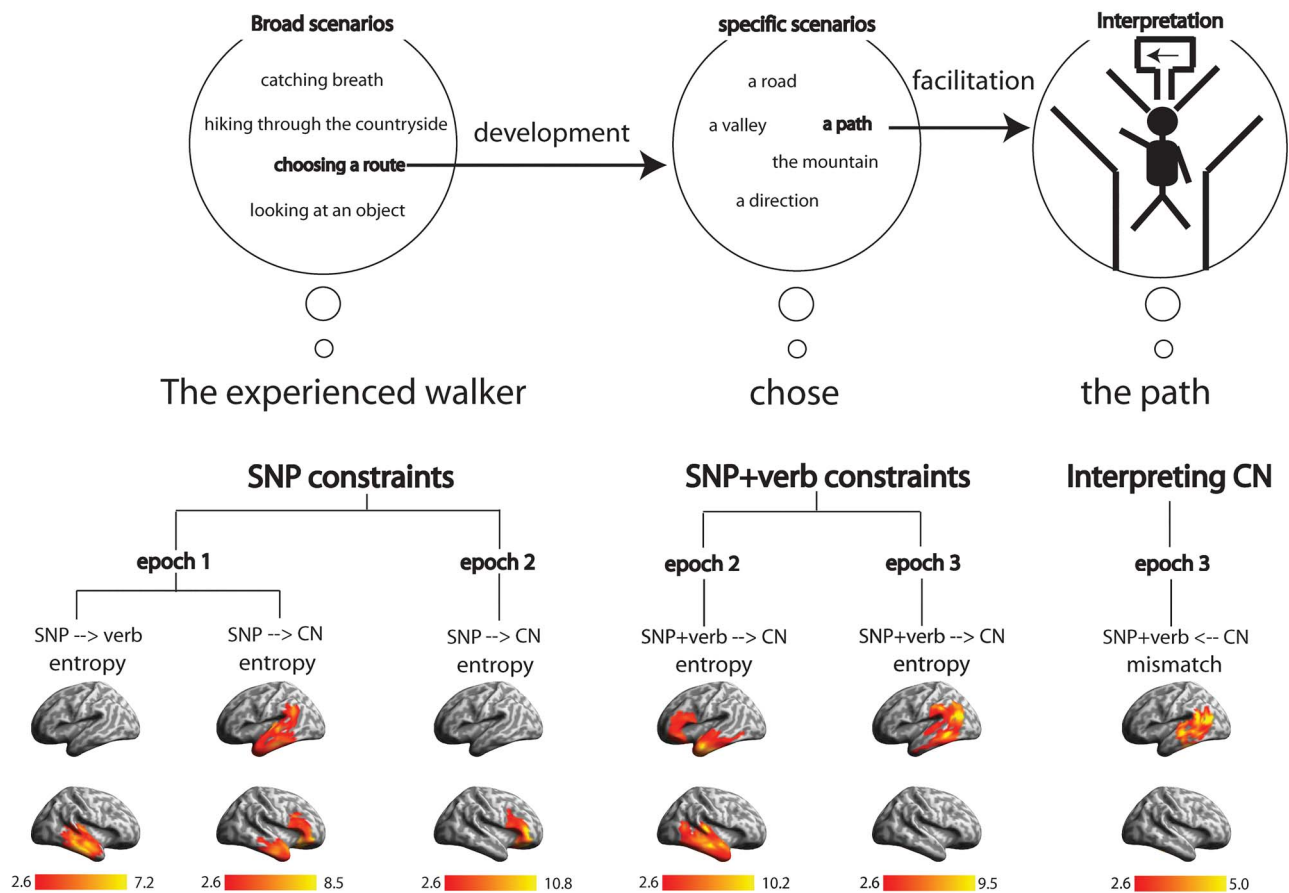 Broad scenarios
catching breath
hiking through the countryside
choosing a route
looking at an object
development
specific scenarios
a road
a valley
a path
the mountain
a direction
facilitation
Interpretation
The experienced walker
chose
the path
SNP constraints
SNP+verb constraints
Interpreting CN
epoch 1
epoch 2
epoch 2
epoch 3
epoch 3
SNP --> verb
entropy
SNP --> CN
entropy
SNP --> CN
entropy
SNP+verb --> CN
entropy
SNP+verb --> CN
entropy
SNP+verb <-- CN
mismatch
2.6 7.2
2.6 8.5
2.6 10.8
2.6 10.2
2.6 9.5
2.6 5.0